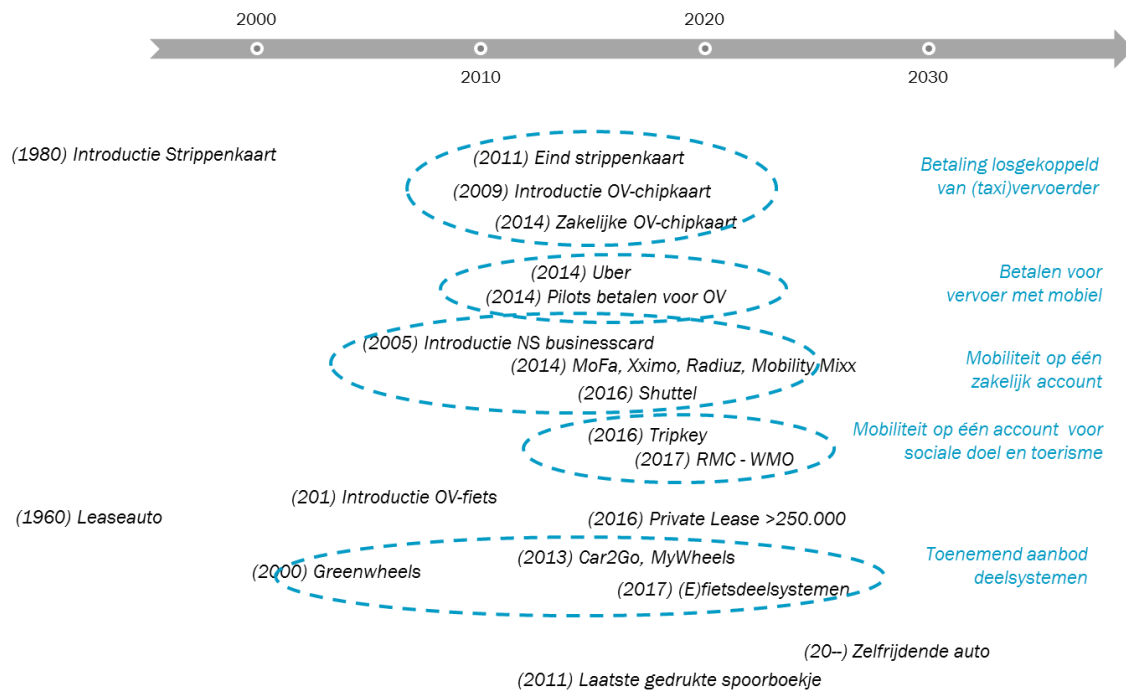 2000
2020
2010
2030
(1980) Introductie Strippenkaart
(2011) Eind strippenkaart
(2009) Introductie OV-chipkaart
(2014) Zakelijke OV-chipkaart
Betaling losgekoppeld
van (taxi)vervoerder
(2014) Uber
(2014) Pilots betalen voor OV
Betalen voor
vervoer met mobiel
(2005) Introductie NS businesscard
(2014) MoFa, Xximo, Radiuz, Mobility Mixx
(2016) Shuttel
Mobiliteit op één
zakelijk account
(2016) Tripkey
(2017) RMC - WMO
Mobiliteit op één account voor
sociale doel en toerisme
(201) Introductie OV-fiets
(1960) Leaseauto
(2016) Private Lease >250.000
(2013) Car2Go, MyWheels
(2000) Greenwheels
(2017) (E)fietsdeelsystemen
Toenemend aanbod
deelsystemen
(20--) Zelfrijdende auto
(2011) Laatste gedrukte spoorboekje